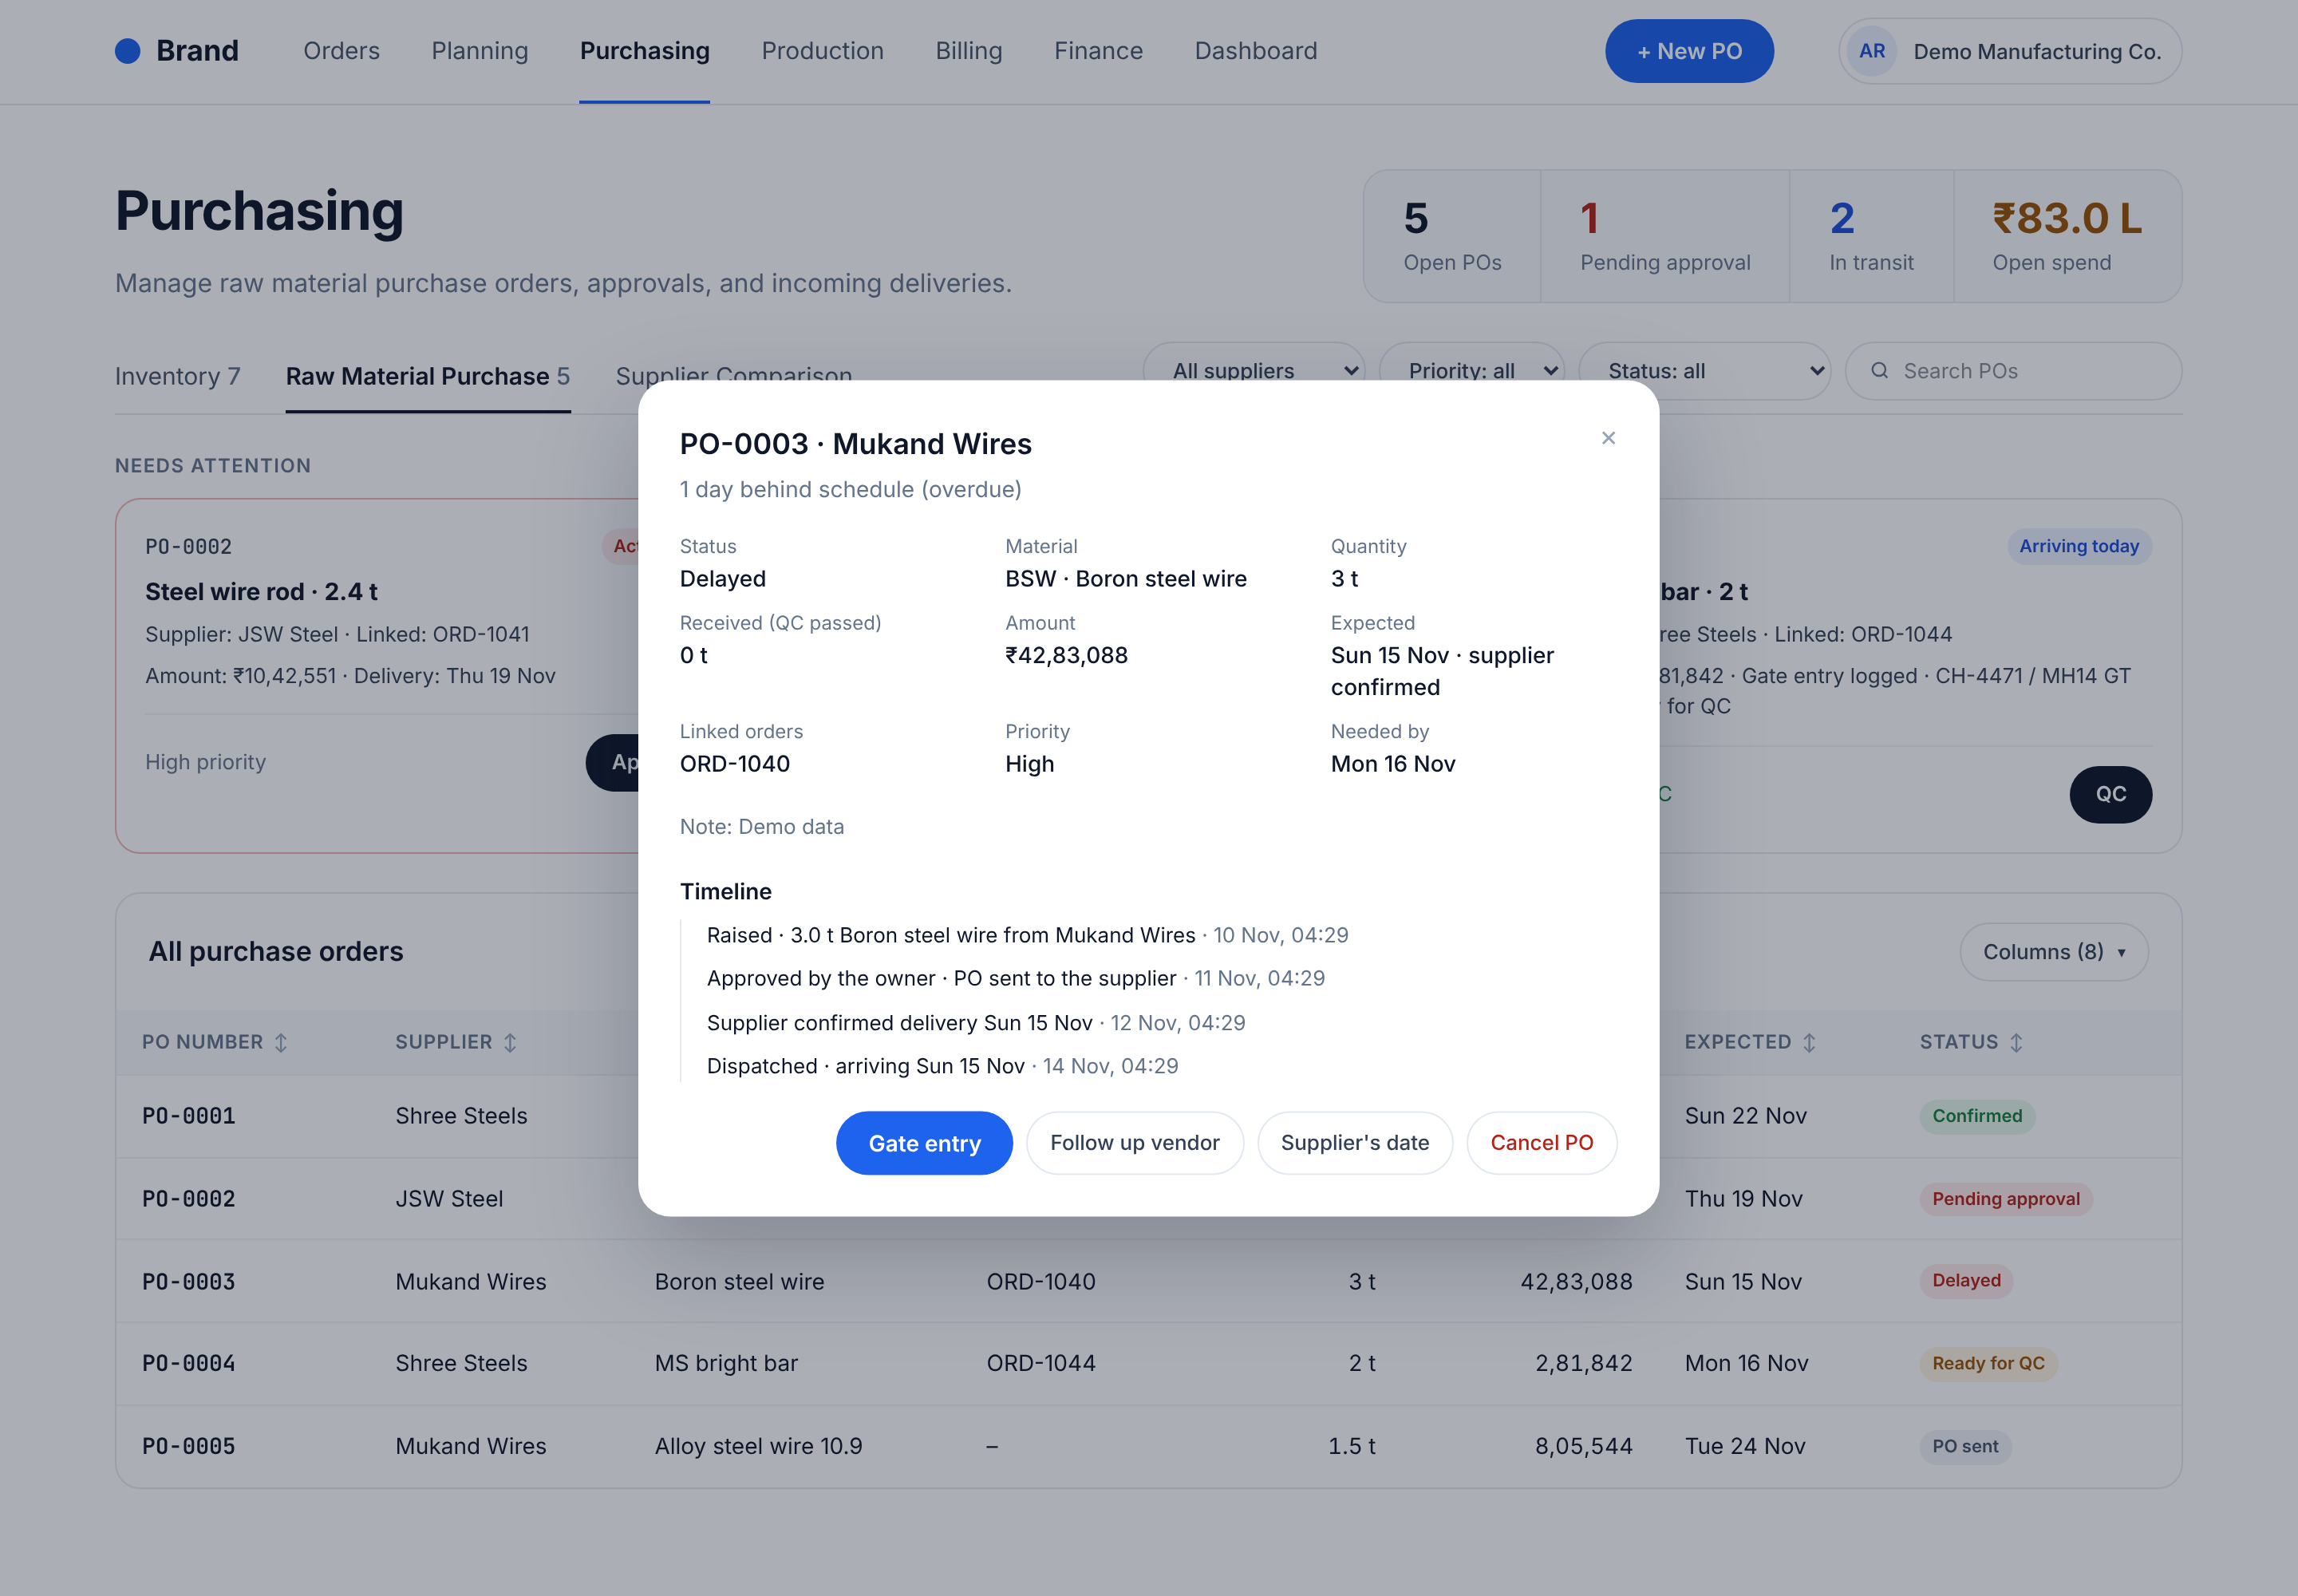 Brand
Orders
Planning
Purchasing
Production
Billing
Finance
Dashboard
+ New PO
AR
Demo Manufacturing Co.
Purchasing
Manage raw material purchase orders, approvals, and incoming deliveries.
5
Open POs
1
Pending approval
2
In transit
₹83.0 L
Open spend
Inventory 7
Raw Material Purchase 5
Supplier Comparison
All suppliers
Priority: all
Status: all
Search POs
NEEDS ATTENTION
PO-0002
Steel wire rod · 2.4 t
Supplier: JSW Steel · Linked: ORD-1041
Amount: ₹10,42,551 · Delivery: Thu 19 Nov
High priority
Arriving today
bar · 2 t
ree Steels · Linked: ORD-1044
81,842 · Gate entry logged · CH-4471 / MH14 GT
for QC
QC
PO-0003 · Mukand Wires
×
1 day behind schedule (overdue)
Status
Delayed
Material
BSW · Boron steel wire
Quantity
3 t
Received (QC passed)
0 t
Amount
₹42,83,088
Expected
Sun 15 Nov · supplier
confirmed
Linked orders
ORD-1040
Priority
High
Needed by
Mon 16 Nov
Note: Demo data
Timeline
Raised · 3.0 t Boron steel wire from Mukand Wires · 10 Nov, 04:29
Approved by the owner · PO sent to the supplier · 11 Nov, 04:29
Supplier confirmed delivery Sun 15 Nov · 12 Nov, 04:29
Dispatched · arriving Sun 15 Nov · 14 Nov, 04:29
Gate entry
Follow up vendor
Supplier's date
Cancel PO
All purchase orders
Columns (8)
PO NUMBER
SUPPLIER
EXPECTED
STATUS
PO-0001 Shree Steels Sun 22 Nov Confirmed
PO-0002 JSW Steel Thu 19 Nov Pending approval
PO-0003 Mukand Wires Boron steel wire ORD-1040 3 t 42,83,088 Sun 15 Nov Delayed
PO-0004 Shree Steels MS bright bar ORD-1044 2 t 2,81,842 Mon 16 Nov Ready for QC
PO-0005 Mukand Wires Alloy steel wire 10.9 – 1.5 t 8,05,544 Tue 24 Nov PO sent